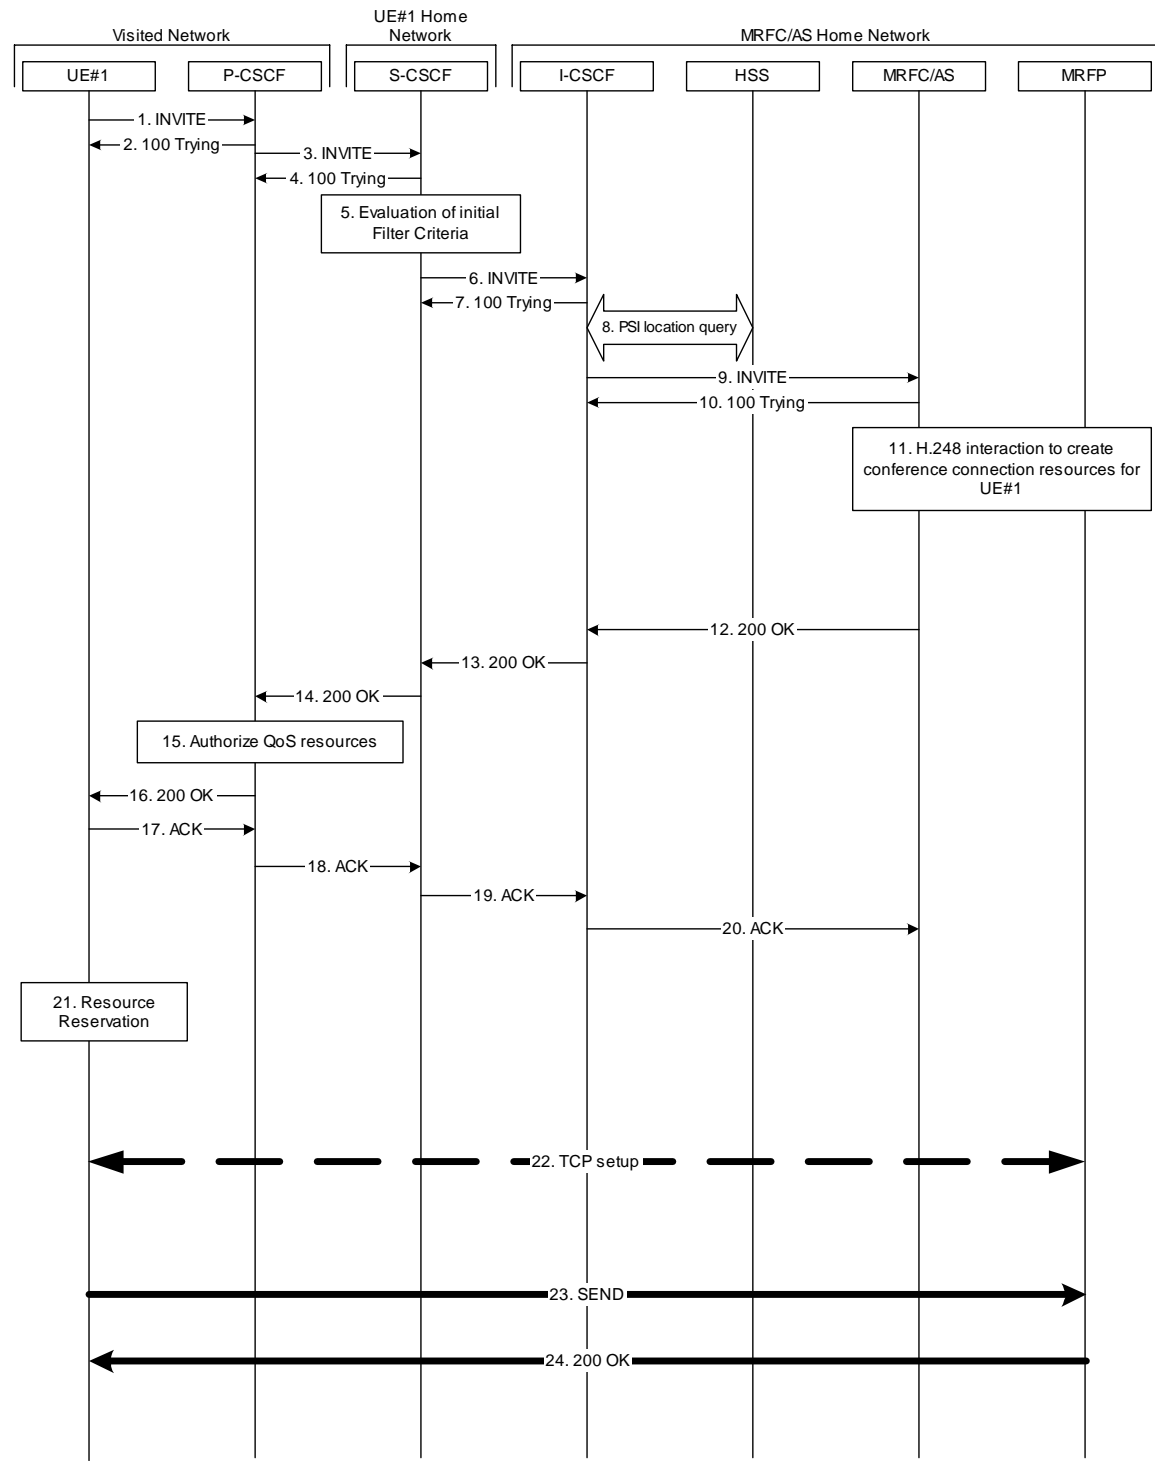 UE#1 Home
Network
Visited Network
MRFC/AS Home Network
UE#1
P-CSCF
S-CSCF
I-CSCF
HSS
MRFC/AS
MRFP
1. INVITE
2. 100 Trying
3. INVITE
4. 100 Trying
5. Evaluation of initial
Filter Criteria
6. INVITE
7. 100 Trying
8. PSI location query
9. INVITE
10. 100 Trying
11. H.248 interaction to create
conference connection resources for
UE#1
12. 200 OK
13. 200 OK
14. 200 OK
15. Authorize QoS resources
16. 200 OK
17. ACK
18. ACK
19. ACK
20. ACK
21. Resource
Reservation
22. TCP setup
23. SEND
24. 200 OK